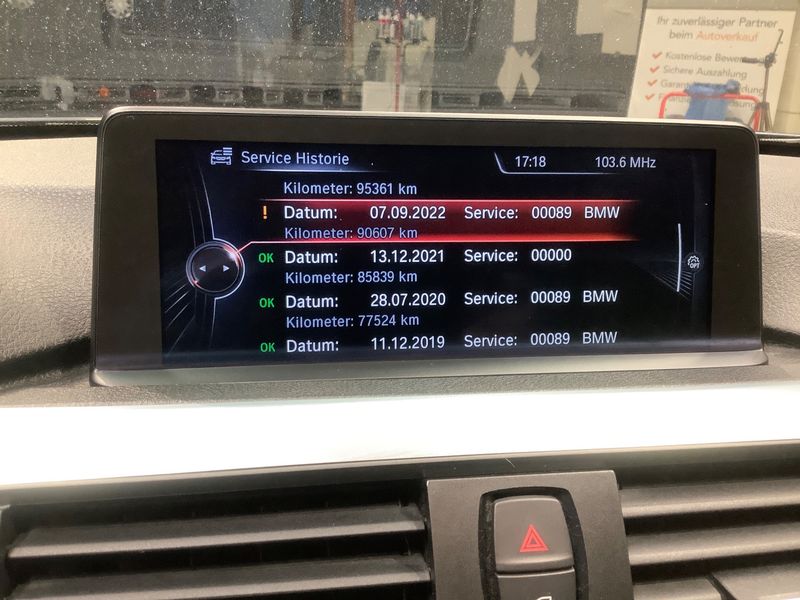 Ihr zuverlässiger Partner
beim Autoverkauf
Kostenlose
Sichere Auszahlung
Service Historie
17:18
103.6 MHz
Kilometer: 95361 km
! Datum: 07.09.2022 Service: 00089 BMW
Kilometer: 90607 km
OK Datum: 13.12.2021 Service: 00000
Kilometer: 85839 km
OK Datum: 28.07.2020 Service: 00089 BMW
Kilometer: 77524 km
OK Datum: 11.12.2019 Service: 00089 BMW
OPT